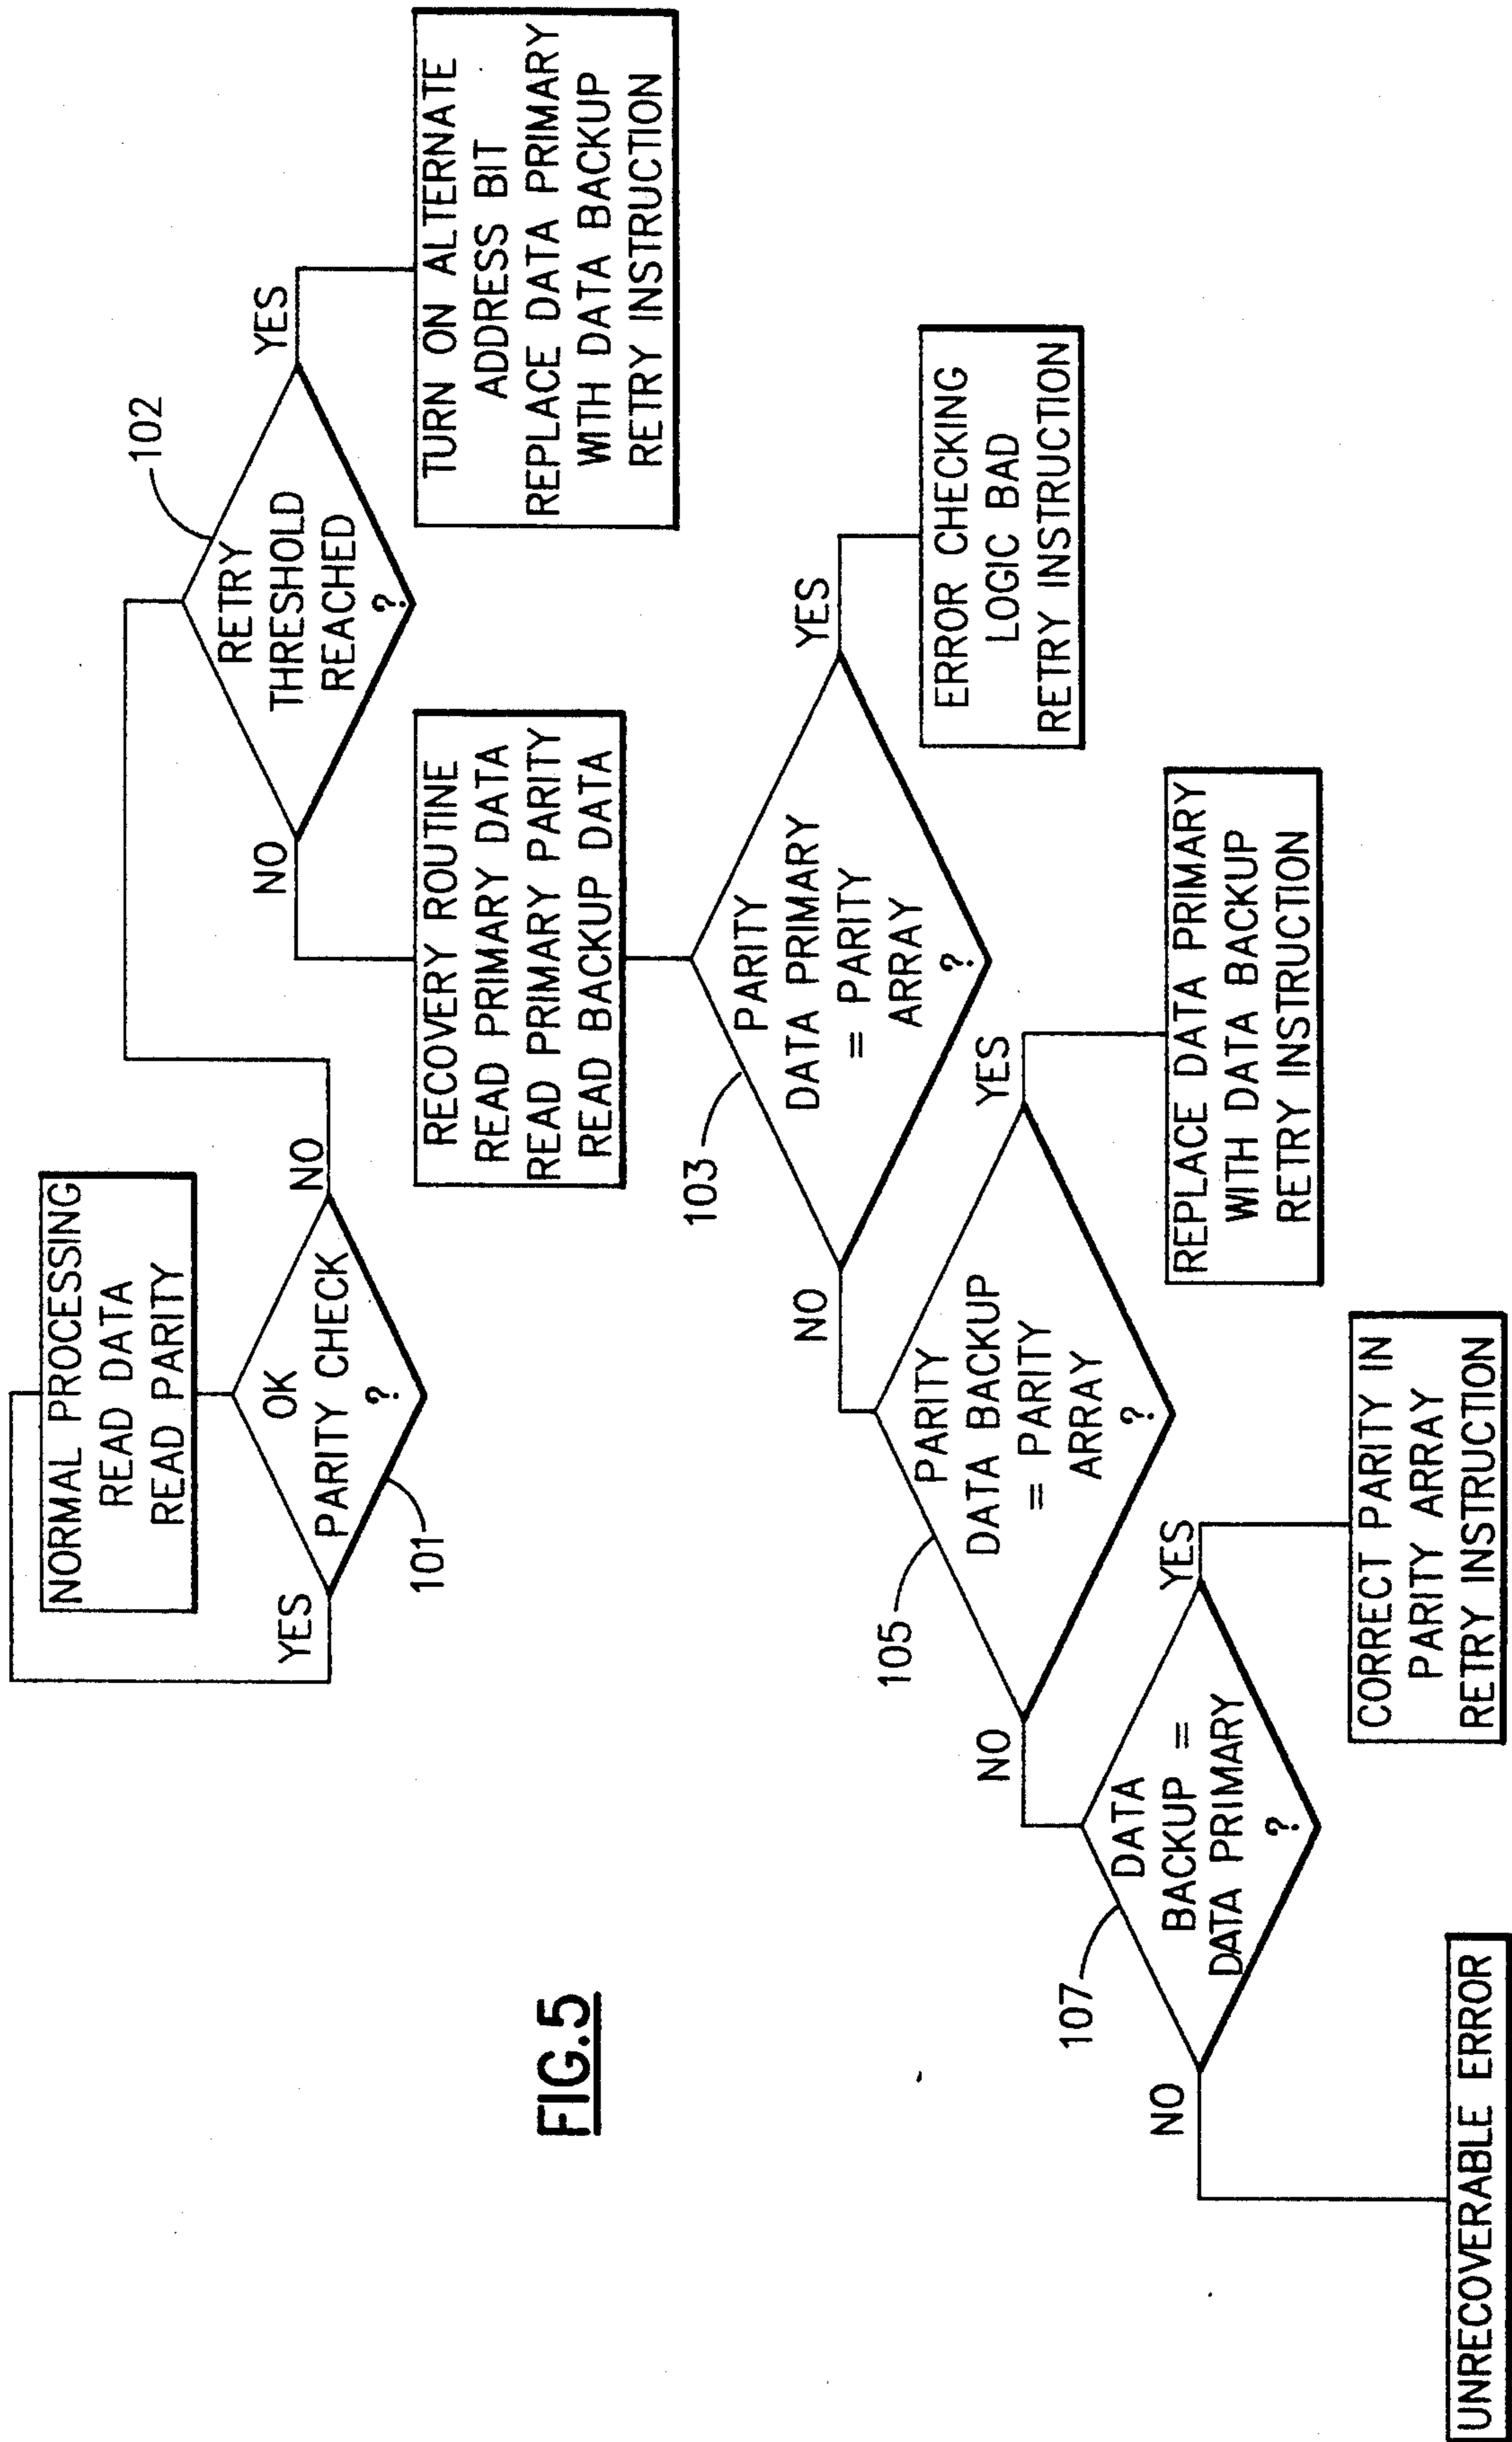 NORMAL PROCESSING
READ DATA
READ PARITY
YES
OK
PARITY CHECK
?
NO
101
102
RETRY
THRESHOLD
REACHED
?
NO
YES
TURN ON ALTERNATE
ADDRESS BIT
REPLACE DATA PRIMARY
WITH DATA BACKUP
RETRY INSTRUCTION
RECOVERY ROUTINE
READ PRIMARY DATA
READ PRIMARY PARITY
READ BACKUP DATA
103
PARITY
DATA PRIMARY
= PARITY
ARRAY
?
NO
YES
ERROR CHECKING
LOGIC BAD
RETRY INSTRUCTION
105
PARITY
DATA BACKUP
= PARITY
ARRAY
?
NO
YES
REPLACE DATA PRIMARY
WITH DATA BACKUP
RETRY INSTRUCTION
107
DATA
BACKUP =
DATA PRIMARY
?
NO
YES
CORRECT PARITY IN
PARITY ARRAY
RETRY INSTRUCTION
UNRECOVERABLE ERROR
FIG.5